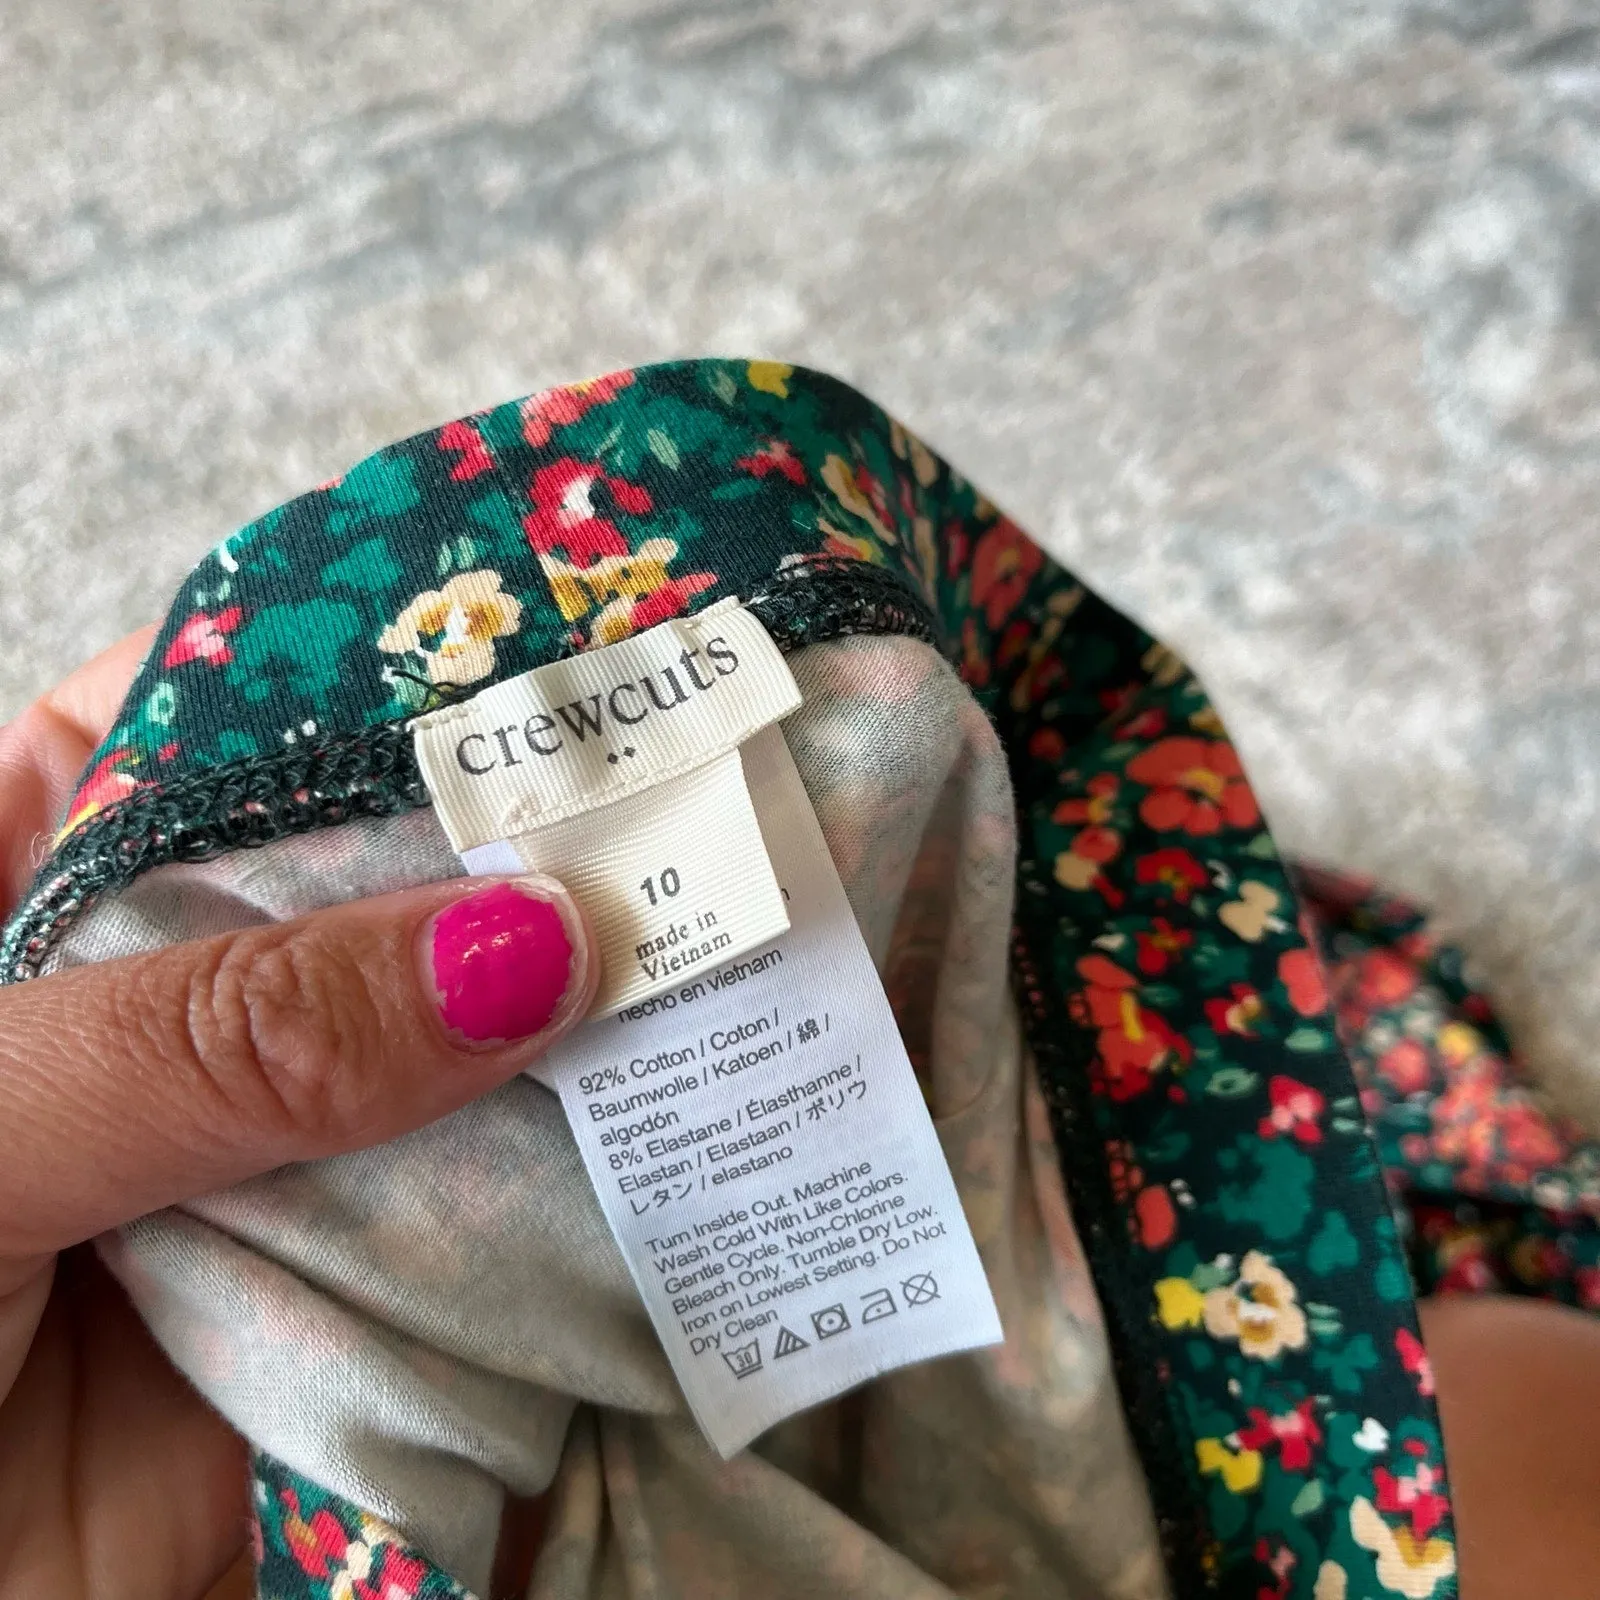 crewcuts
10
made in
Vietnam
hecho en vietnam
92% Cotton / Coton /
Baumwolle / Katoen / 綿 /
algodón
8% Elastane / Élasthanne /
Elastan / Elastaan / ポリウ
レタン / elastano
Turn Inside Out. Machine
Wash Cold With Like Colors.
Gentle Cycle. Non-Chlorine
Bleach Only. Tumble Dry Low.
Iron on Lowest Setting. Do Not
Dry Clean
30